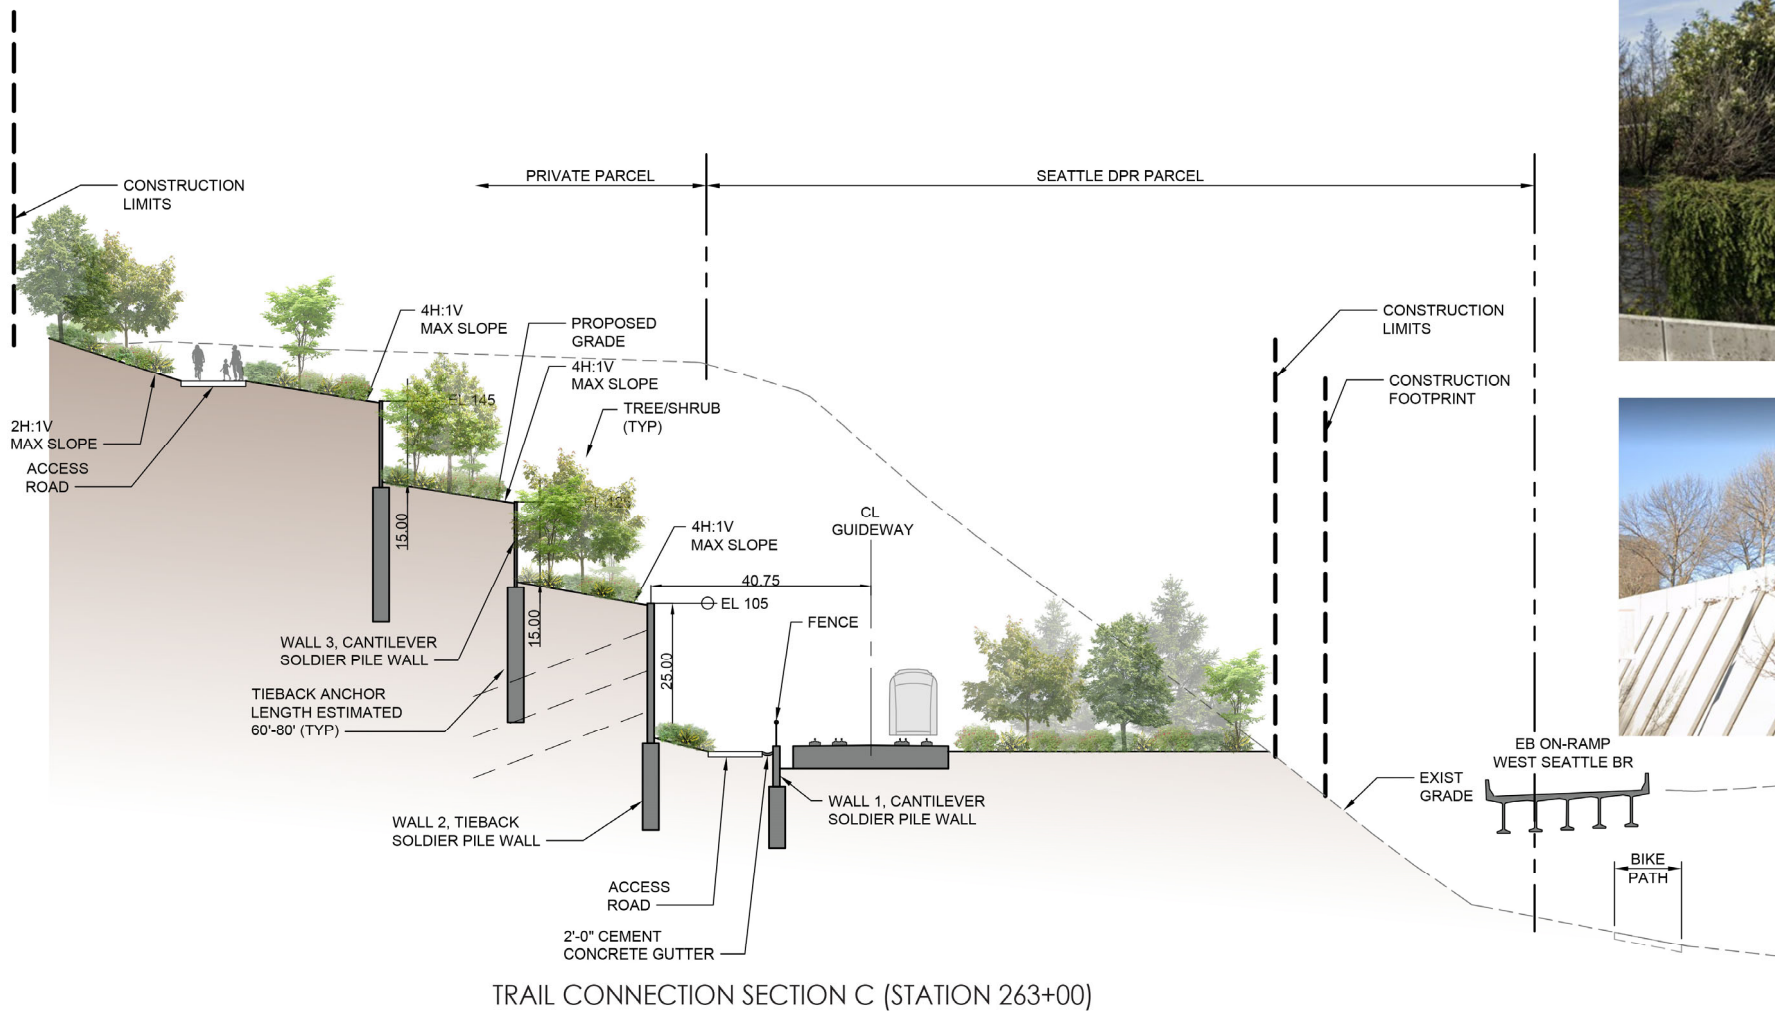 PRIVATE PARCEL
SEATTLE DPR PARCEL
CONSTRUCTION
LIMITS
4H:1V
MAX SLOPE
PROPOSED
GRADE
4H:1V
MAX SLOPE
TREE/SHRUB
(TYP)
CONSTRUCTION
LIMITS
CONSTRUCTION
FOOTPRINT
EL 145
2H:1V
MAX SLOPE
ACCESS
ROAD
15.00
4H:1V
MAX SLOPE
CL
GUIDEWAY
40.75
EL 105
FENCE
15.00
25.00
WALL 3, CANTILEVER
SOLDIER PILE WALL
TIEBACK ANCHOR
LENGTH ESTIMATED
60'-80' (TYP)
WALL 2, TIEBACK
SOLDIER PILE WALL
WALL 1, CANTILEVER
SOLDIER PILE WALL
EXIST
GRADE
EB ON-RAMP
WEST SEATTLE BR
BIKE
PATH
ACCESS
ROAD
2'-0" CEMENT
CONCRETE GUTTER
TRAIL CONNECTION SECTION C (STATION 263+00)